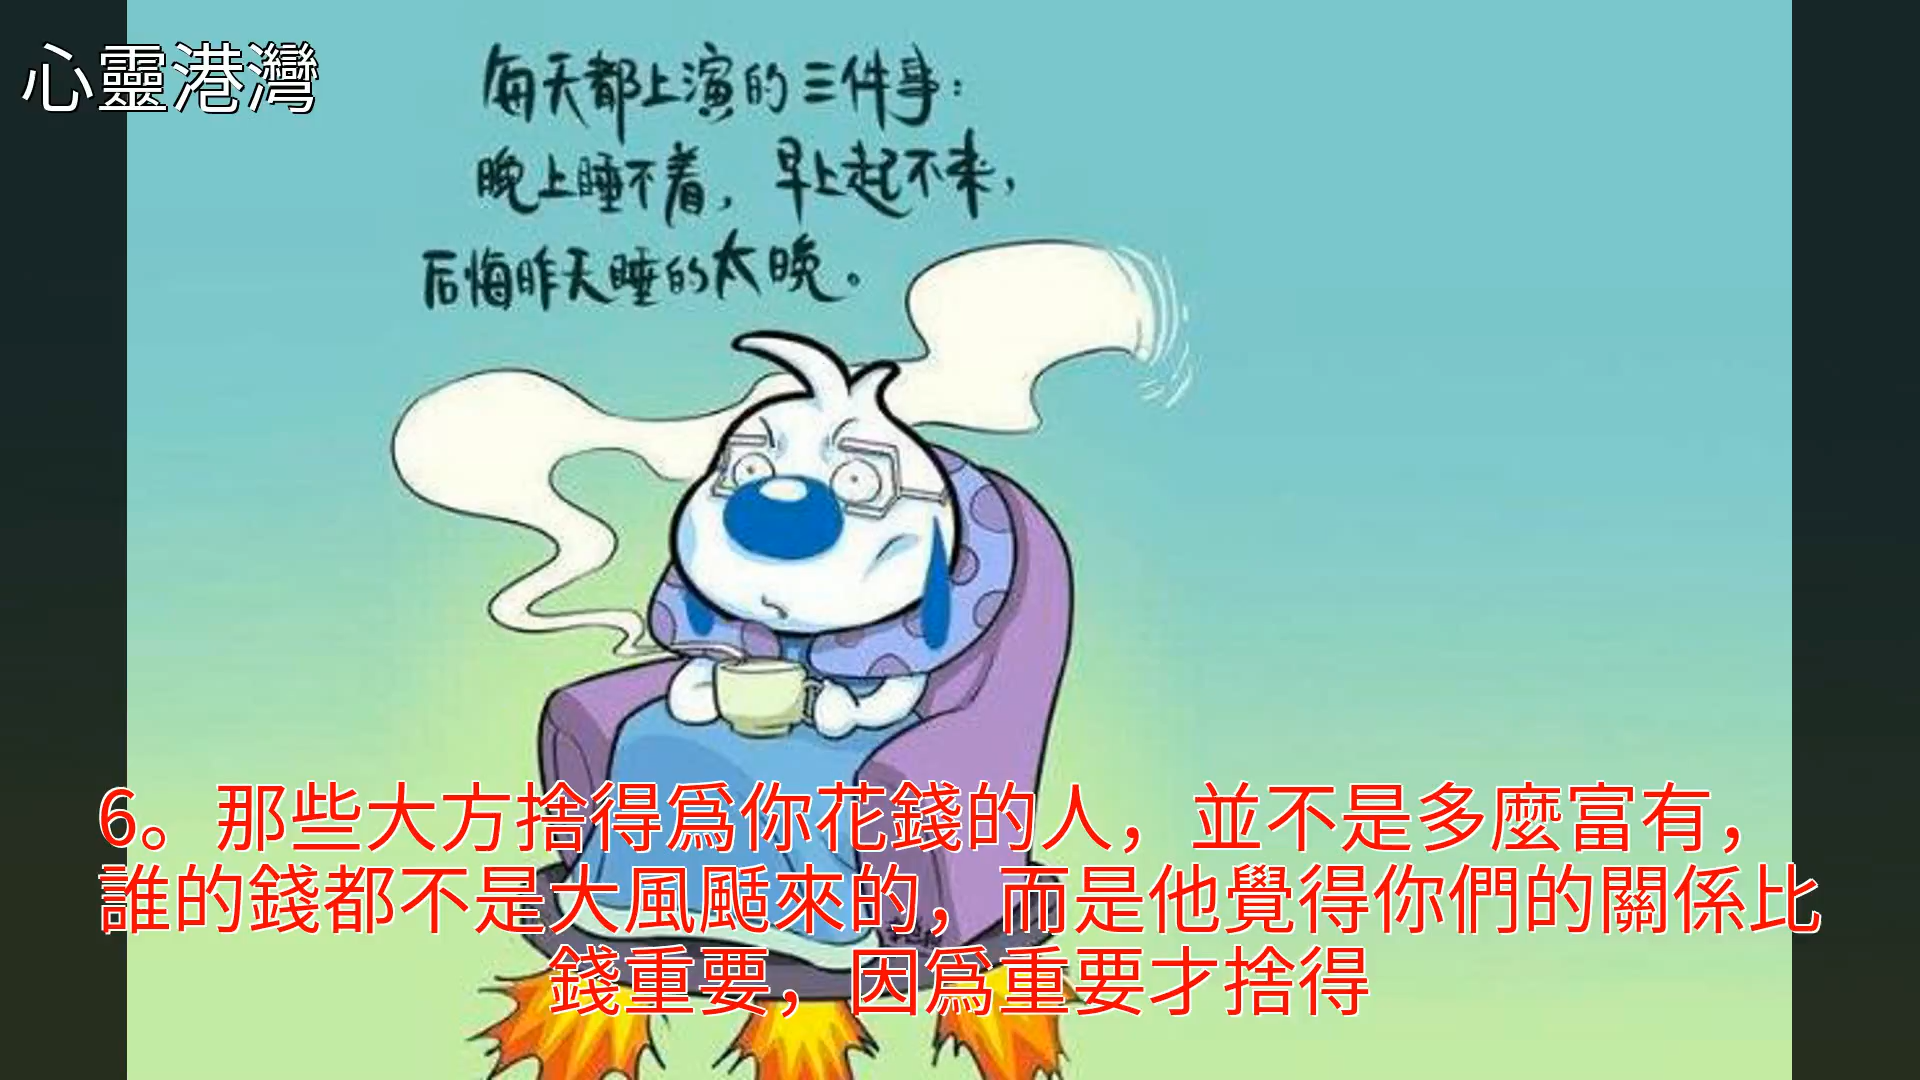 心靈港灣
每天都上演的三件事：
晚上睡不着，早上起不来，
后悔昨天睡的太晚。
6。那些大方捨得爲你花錢的人，並不是多麼富有，
誰的錢都不是大風颳來的，而是他覺得你們的關係比
錢重要，因爲重要才捨得